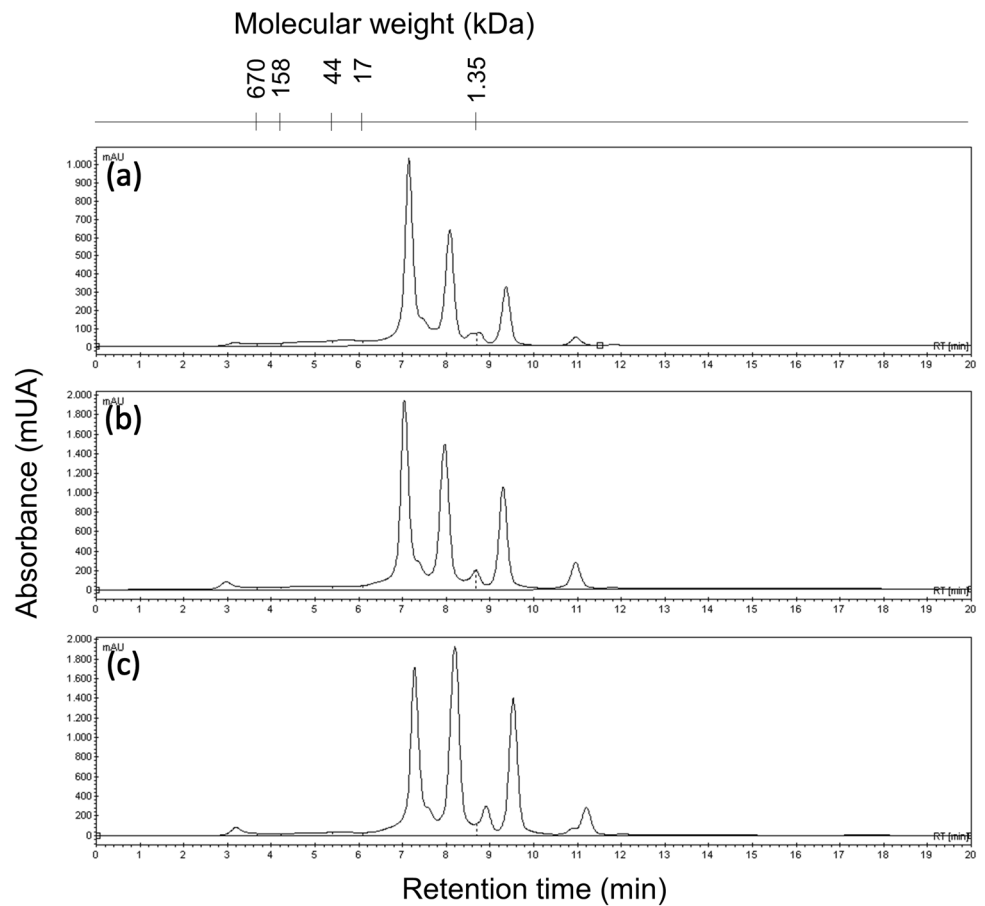 Molecular weight (kDa)
670 158 44 17 1.35
Absorbance (mUA)
mAU
(a)
1.000
900
800
700
600
500
400
300
200
100
0
RT [min]
0 1 2 3 4 5 6 7 8 9 10 11 12 13 14 15 16 17 18 19 20
mAU
(b)
2.000
1.800
1.600
1.400
1.200
1.000
800
600
400
200
0
RT [min]
0 1 2 3 4 5 6 7 8 9 10 11 12 13 14 15 16 17 18 19 20
mAU
(c)
2.000
1.800
1.600
1.400
1.200
1.000
800
600
400
200
0
RT [min]
0 1 2 3 4 5 6 7 8 9 10 11 12 13 14 15 16 17 18 19 20
Retention time (min)